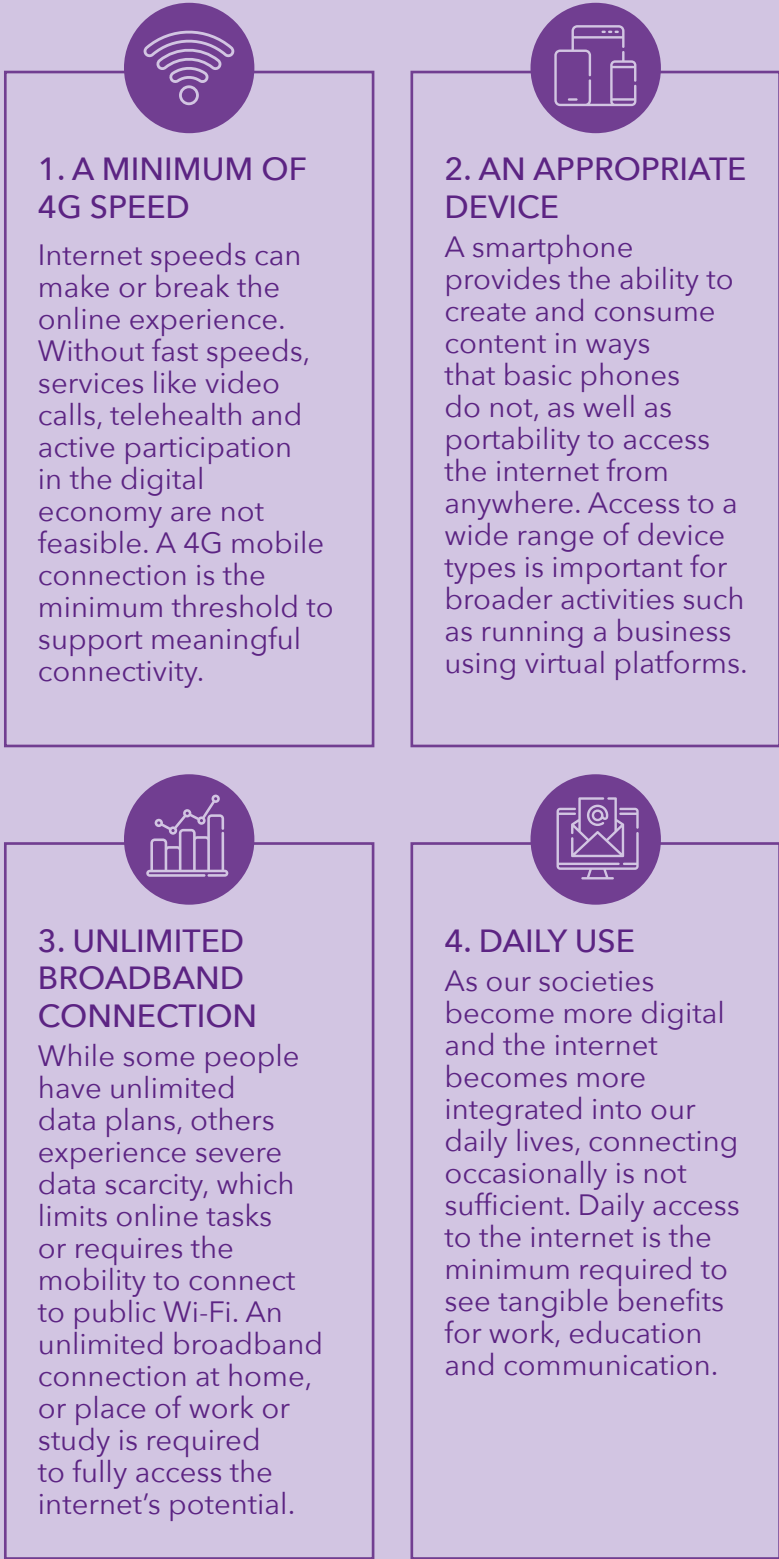 1. A MINIMUM OF
4G SPEED
Internet speeds can
make or break the
online experience.
Without fast speeds,
services like video
calls, telehealth and
active participation
in the digital
economy are not
feasible. A 4G mobile
connection is the
minimum threshold to
support meaningful
connectivity.
2. AN APPROPRIATE
DEVICE
A smartphone
provides the ability to
create and consume
content in ways
that basic phones
do not, as well as
portability to access
the internet from
anywhere. Access to a
wide range of device
types is important for
broader activities such
as running a business
using virtual platforms.
3. UNLIMITED
BROADBAND
CONNECTION
While some people
have unlimited
data plans, others
experience severe
data scarcity, which
limits online tasks
or requires the
mobility to connect
to public Wi-Fi. An
unlimited broadband
connection at home,
or place of work or
study is required
to fully access the
internet’s potential.
4. DAILY USE
As our societies
become more digital
and the internet
becomes more
integrated into our
daily lives, connecting
occasionally is not
sufficient. Daily access
to the internet is the
minimum required to
see tangible benefits
for work, education
and communication.